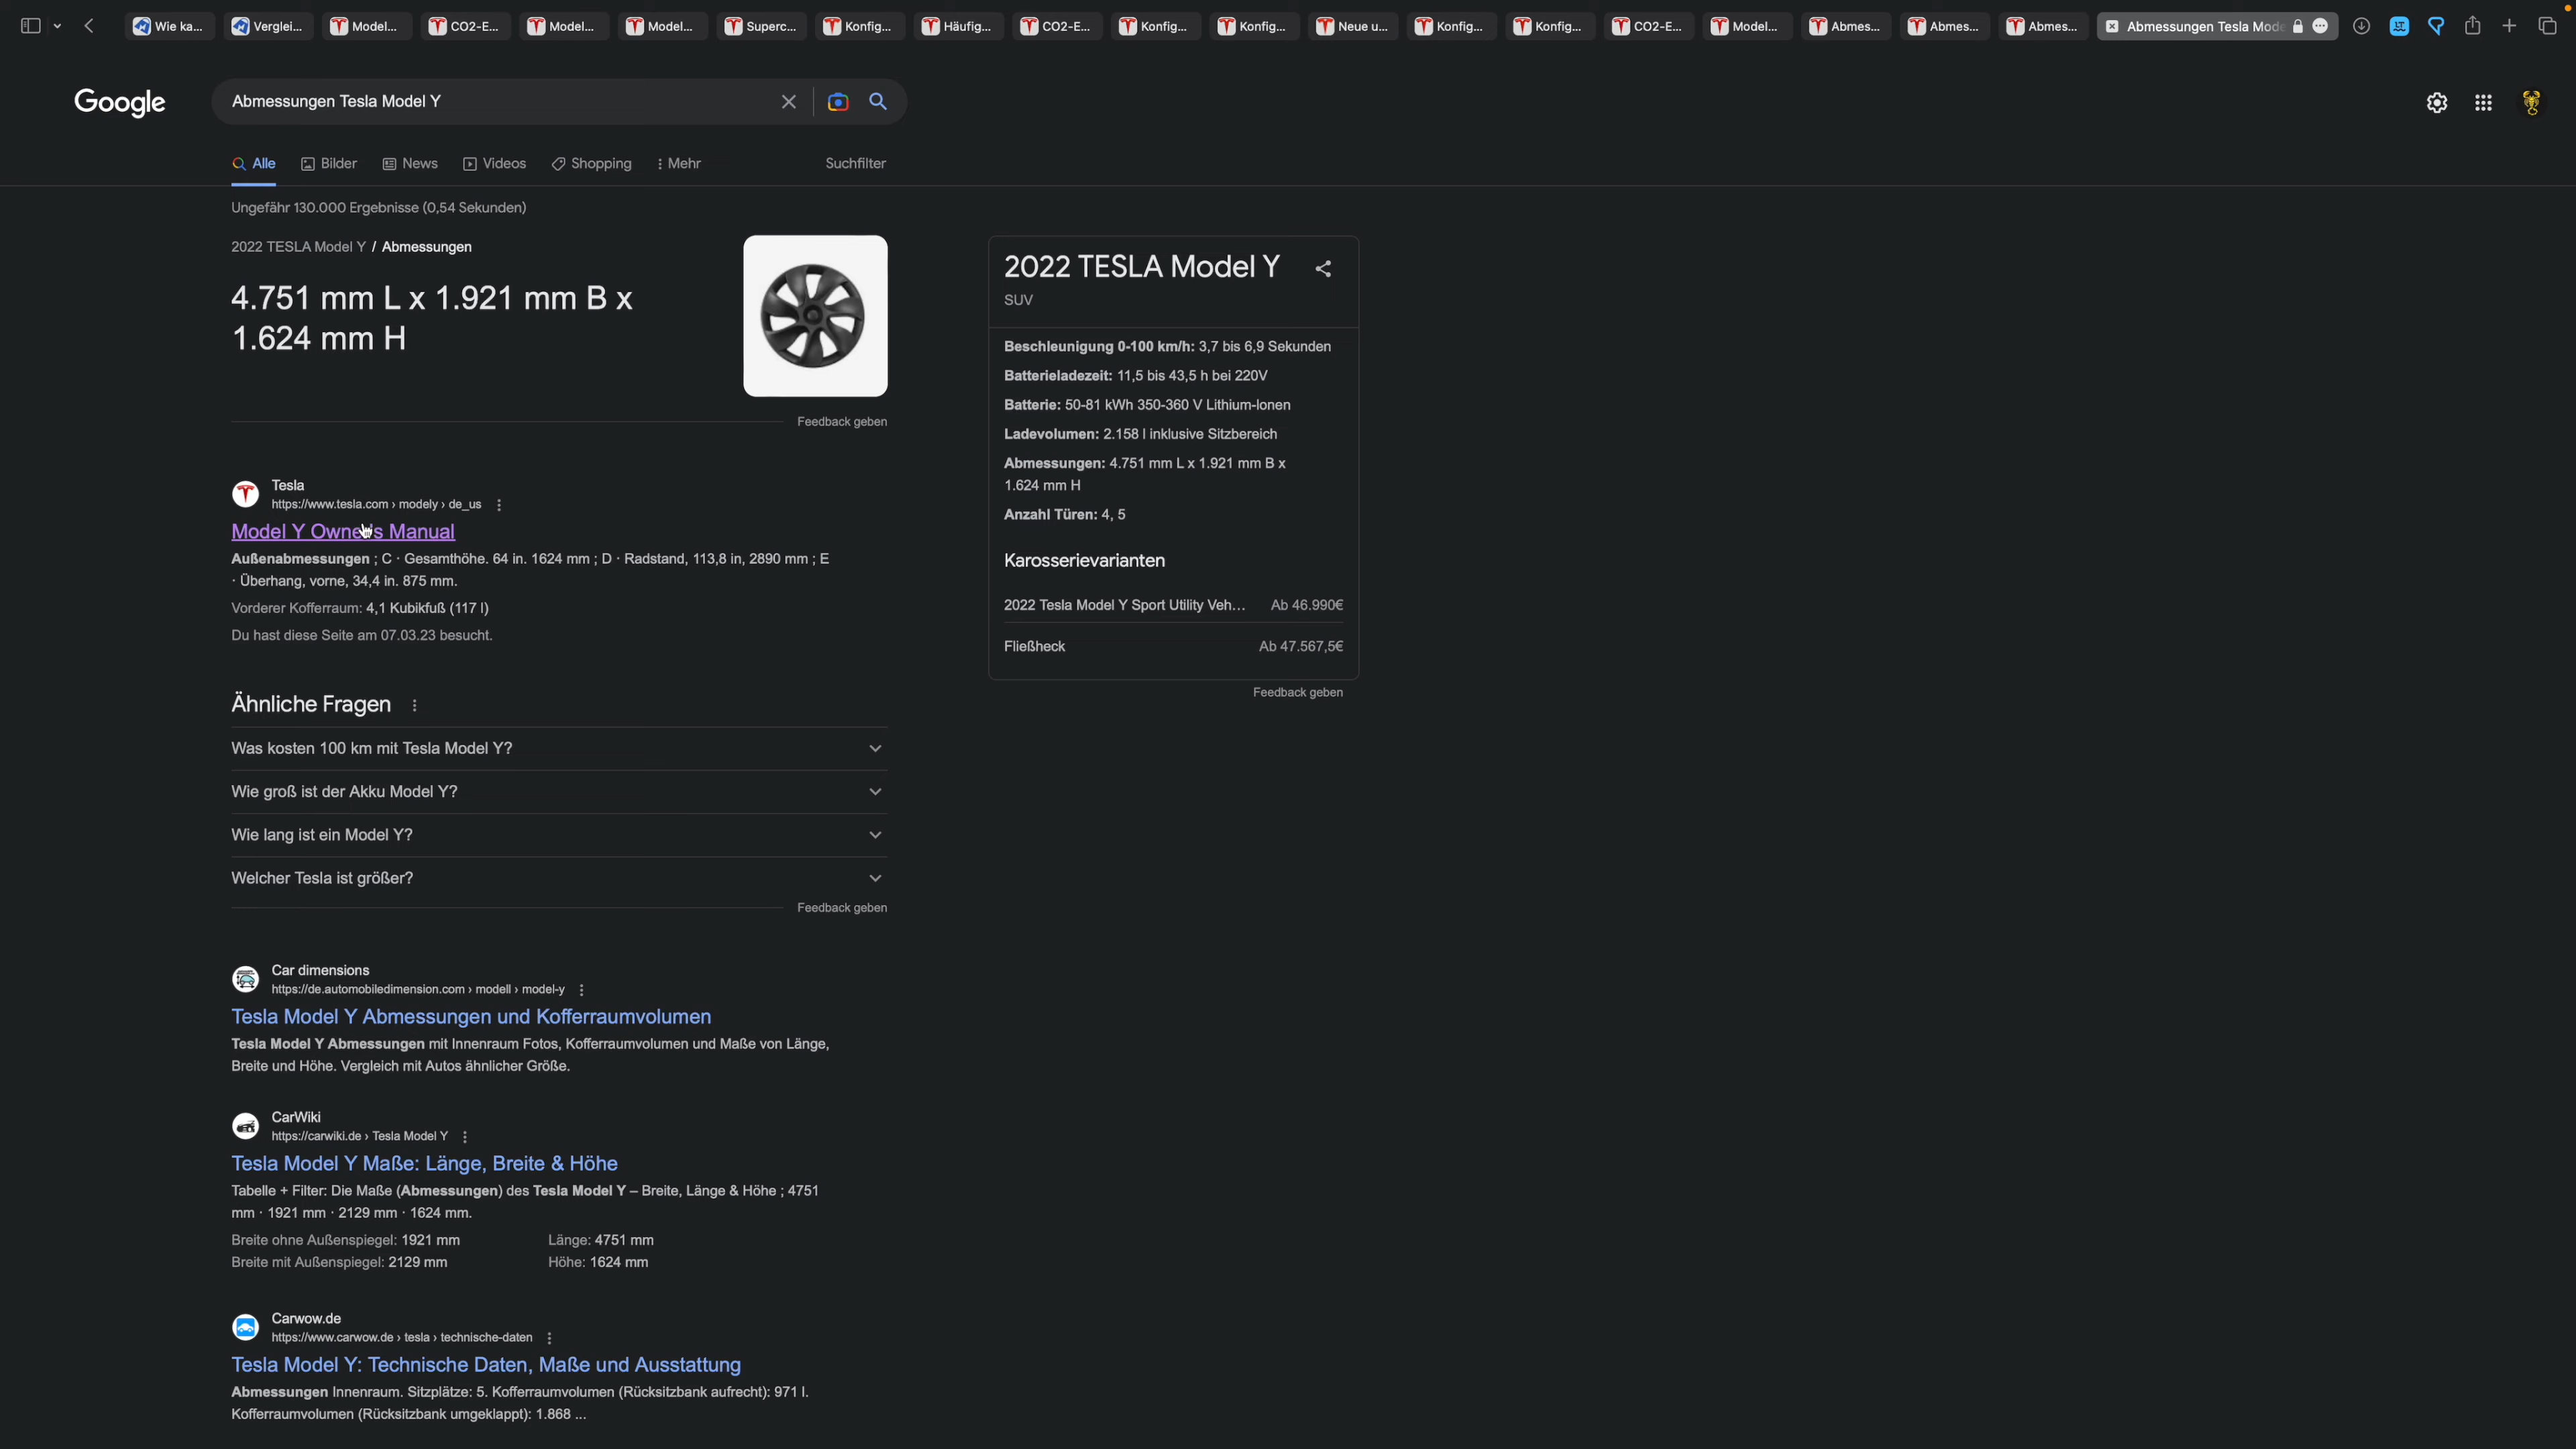 Wie ka...
Verglei...
Model...
CO2-E...
Model...
Model...
Superc...
Konfig...
Häufig...
CO2-E...
Konfig...
Konfig...
Neue u...
Konfig...
Konfig...
CO2-E...
Model...
Abmes...
Abmes...
Abmes...
Abmessungen Tesla Mode
Google
Abmessungen Tesla Model Y
Alle
Bilder
News
Videos
Shopping
Mehr
Suchfilter
Ungefähr 130.000 Ergebnisse (0,54 Sekunden)
2022 TESLA Model Y / Abmessungen
4.751 mm L x 1.921 mm B x
1.624 mm H
Feedback geben
Tesla
https://www.tesla.com › modely › de_us
Model Y Owner's Manual
Außenabmessungen ; C · Gesamthöhe. 64 in. 1624 mm ; D · Radstand, 113,8 in, 2890 mm ; E
· Überhang, vorne, 34,4 in. 875 mm.
Vorderer Kofferraum: 4,1 Kubikfuß (117 l)
Du hast diese Seite am 07.03.23 besucht.
Ähnliche Fragen
Was kosten 100 km mit Tesla Model Y?
Wie groß ist der Akku Model Y?
Wie lang ist ein Model Y?
Welcher Tesla ist größer?
Feedback geben
Car dimensions
https://de.automobiledimension.com › modell › model-y
Tesla Model Y Abmessungen und Kofferraumvolumen
Tesla Model Y Abmessungen mit Innenraum Fotos, Kofferraumvolumen und Maße von Länge,
Breite und Höhe. Vergleich mit Autos ähnlicher Größe.
CarWiki
https://carwiki.de › Tesla Model Y
Tesla Model Y Maße: Länge, Breite & Höhe
Tabelle + Filter: Die Maße (Abmessungen) des Tesla Model Y – Breite, Länge & Höhe ; 4751
mm · 1921 mm · 2129 mm · 1624 mm.
Breite ohne Außenspiegel: 1921 mm
Länge: 4751 mm
Breite mit Außenspiegel: 2129 mm
Höhe: 1624 mm
Carwow.de
https://www.carwow.de › tesla › technische-daten
Tesla Model Y: Technische Daten, Maße und Ausstattung
Abmessungen Innenraum. Sitzplätze: 5. Kofferraumvolumen (Rücksitzbank aufrecht): 971 l.
Kofferraumvolumen (Rücksitzbank umgeklappt): 1.868 ...
2022 TESLA Model Y
SUV
Beschleunigung 0-100 km/h: 3,7 bis 6,9 Sekunden
Batterieladezeit: 11,5 bis 43,5 h bei 220V
Batterie: 50-81 kWh 350-360 V Lithium-Ionen
Ladevolumen: 2.158 l inklusive Sitzbereich
Abmessungen: 4.751 mm L x 1.921 mm B x
1.624 mm H
Anzahl Türen: 4, 5
Karosserievarianten
2022 Tesla Model Y Sport Utility Veh... Ab 46.990€
Fließheck Ab 47.567,5€
Feedback geben